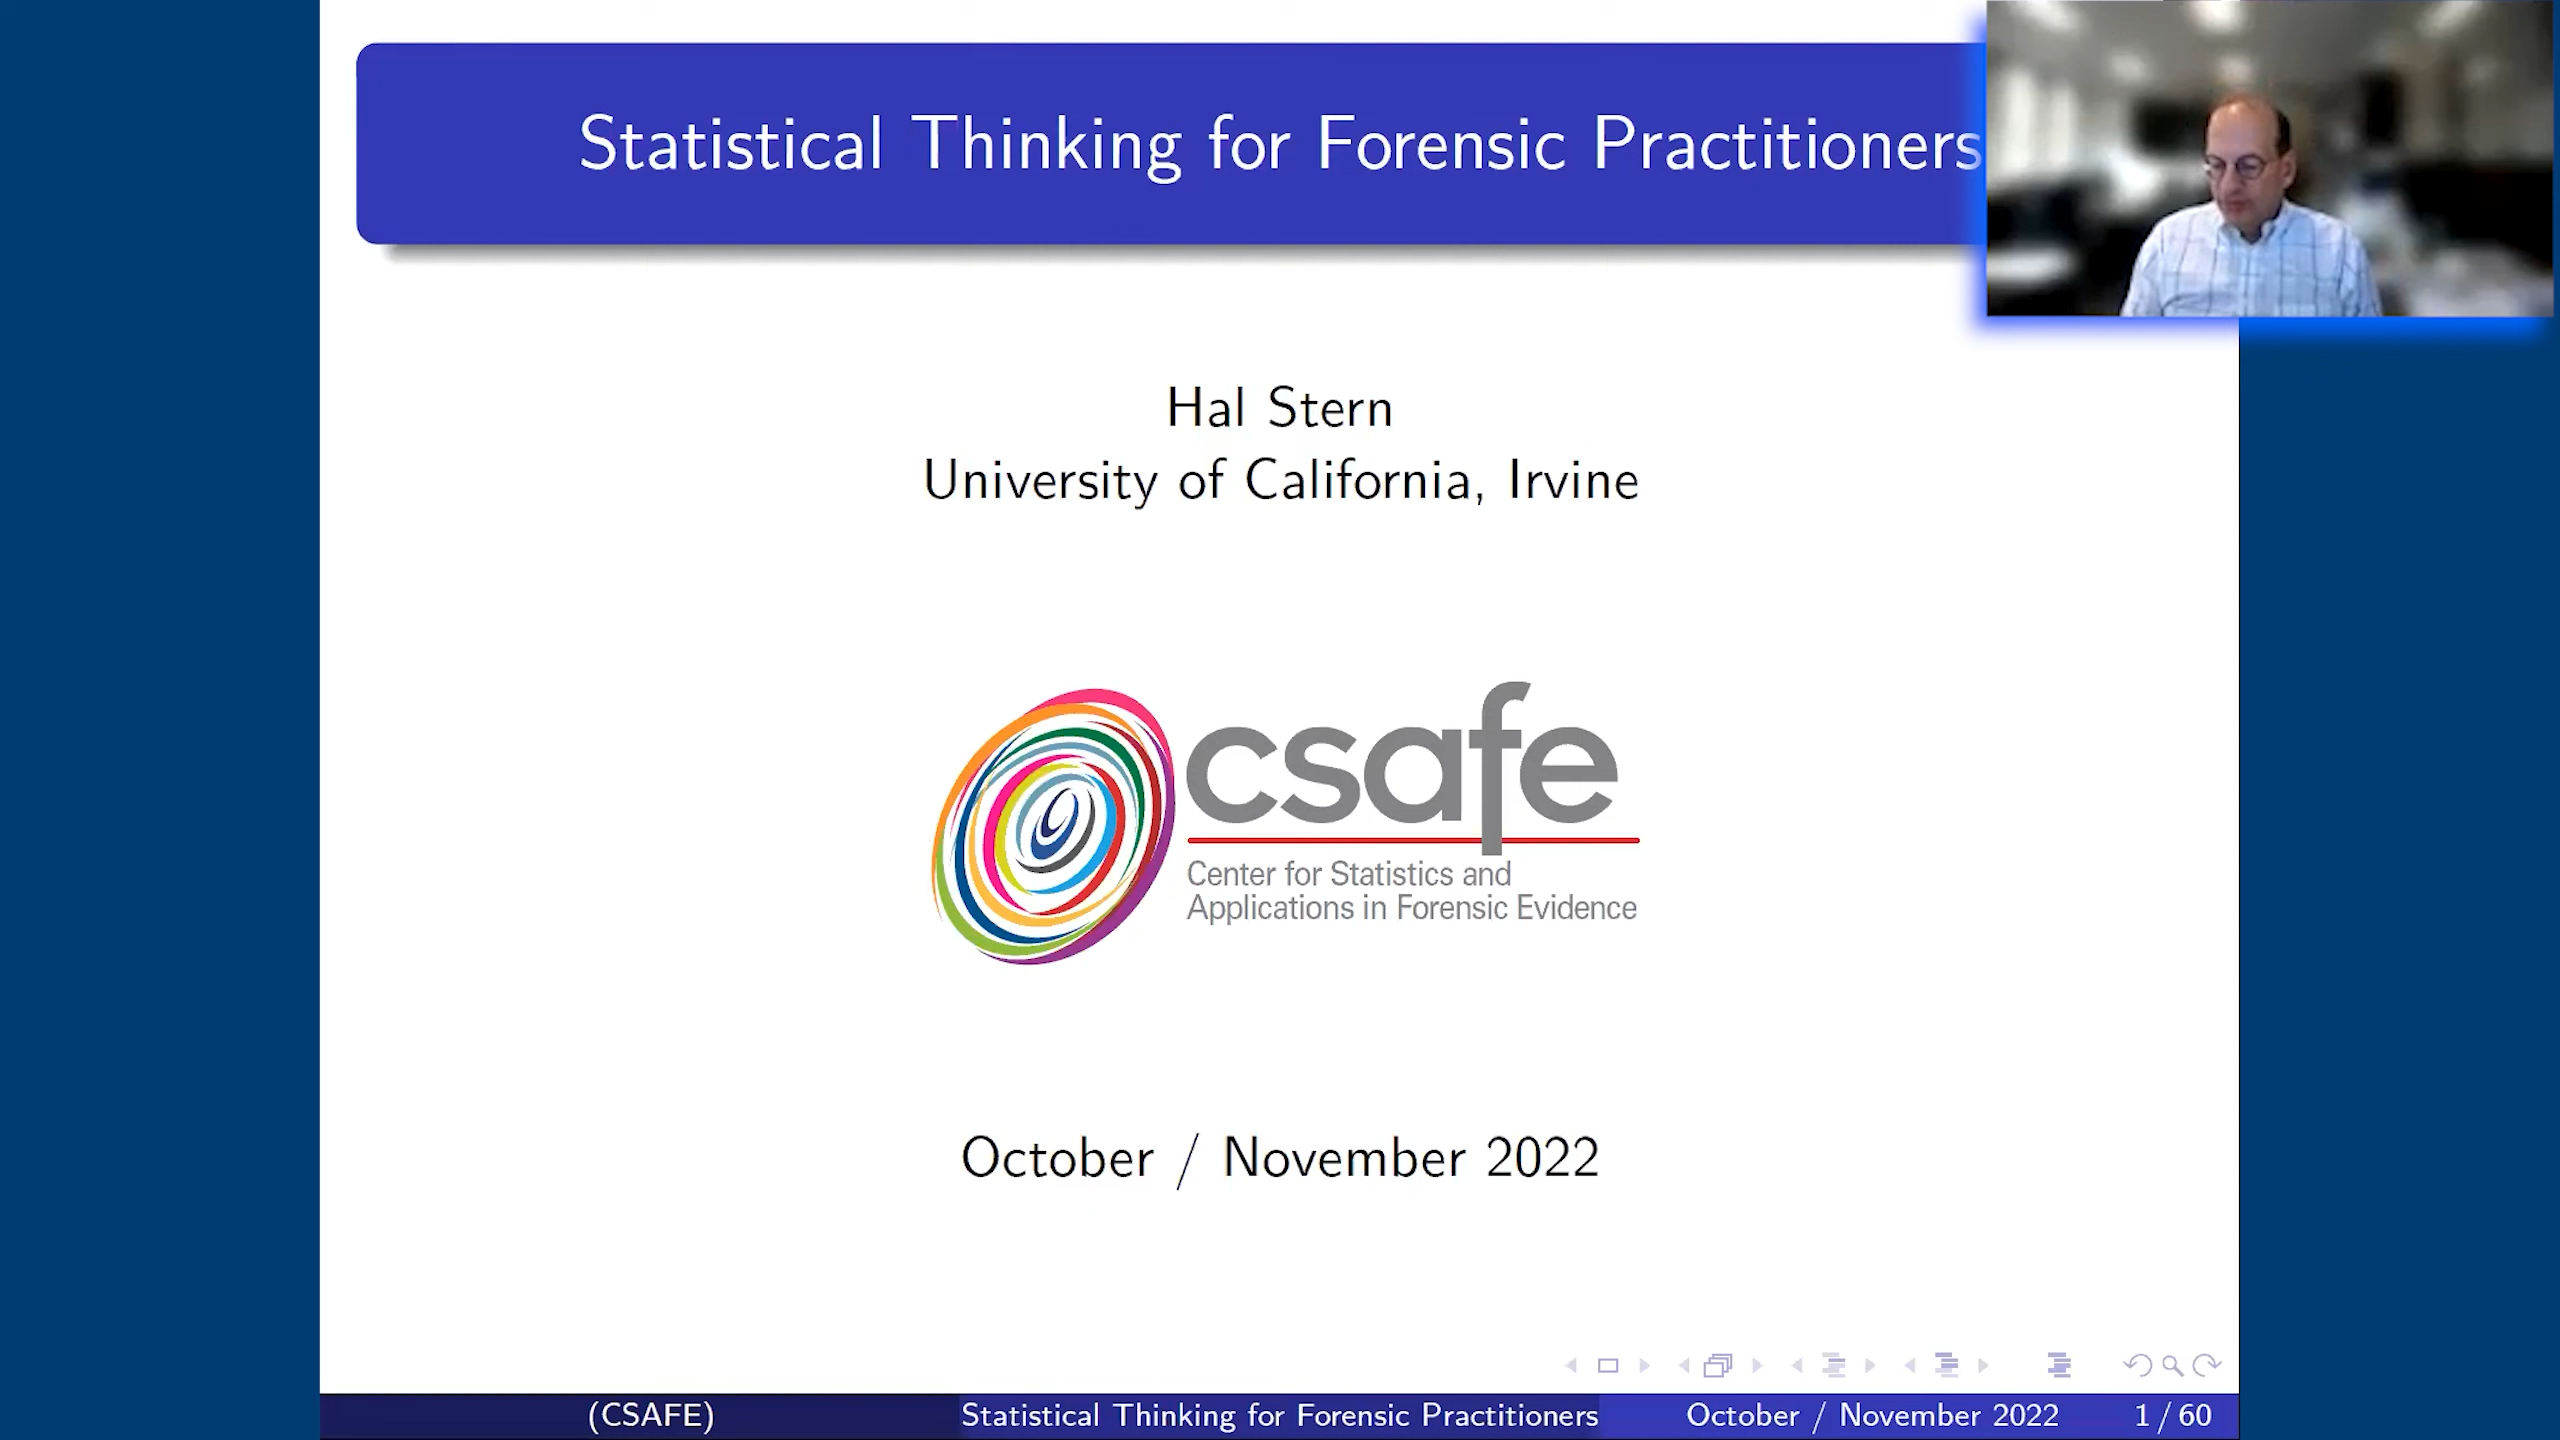 Statistical Thinking for Forensic Practitioners
Hal Stern
University of California, Irvine
csafe
Center for Statistics and
Applications in Forensic Evidence
October / November 2022
(CSAFE)
Statistical Thinking for Forensic Practitioners
October / November 2022
1 / 60